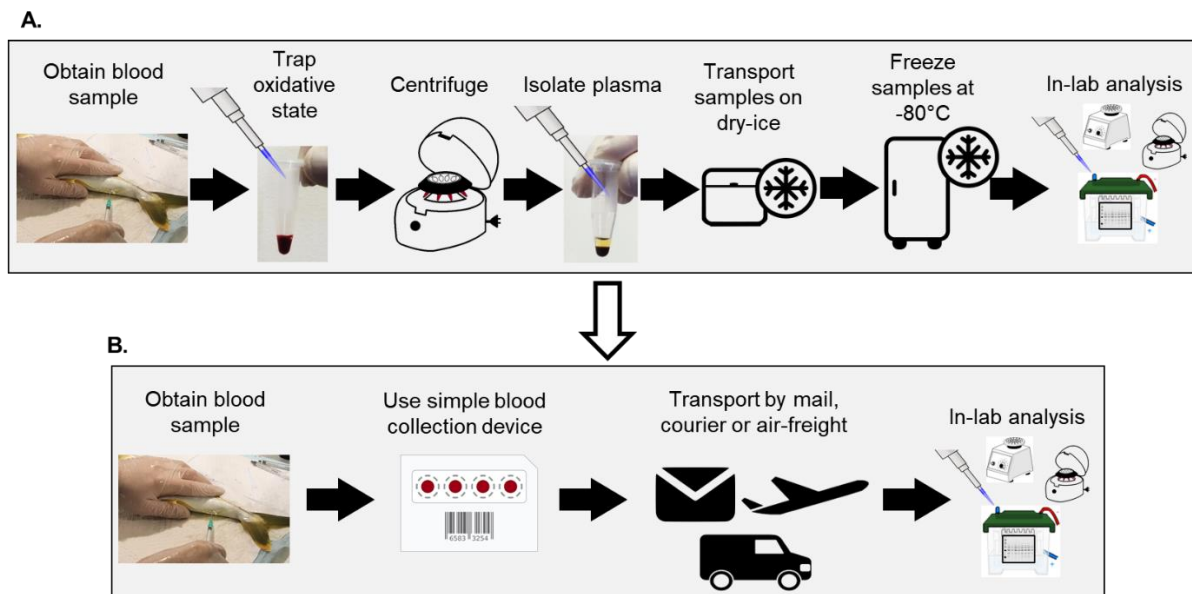 A.
Obtain blood
sample
Trap
oxidative
state
Centrifuge
Isolate plasma
Transport
samples on
dry-ice
Freeze
samples at
-80°C
In-lab analysis
B.
Obtain blood
sample
Use simple blood
collection device
6583 3254
Transport by mail,
courier or air-freight
In-lab analysis